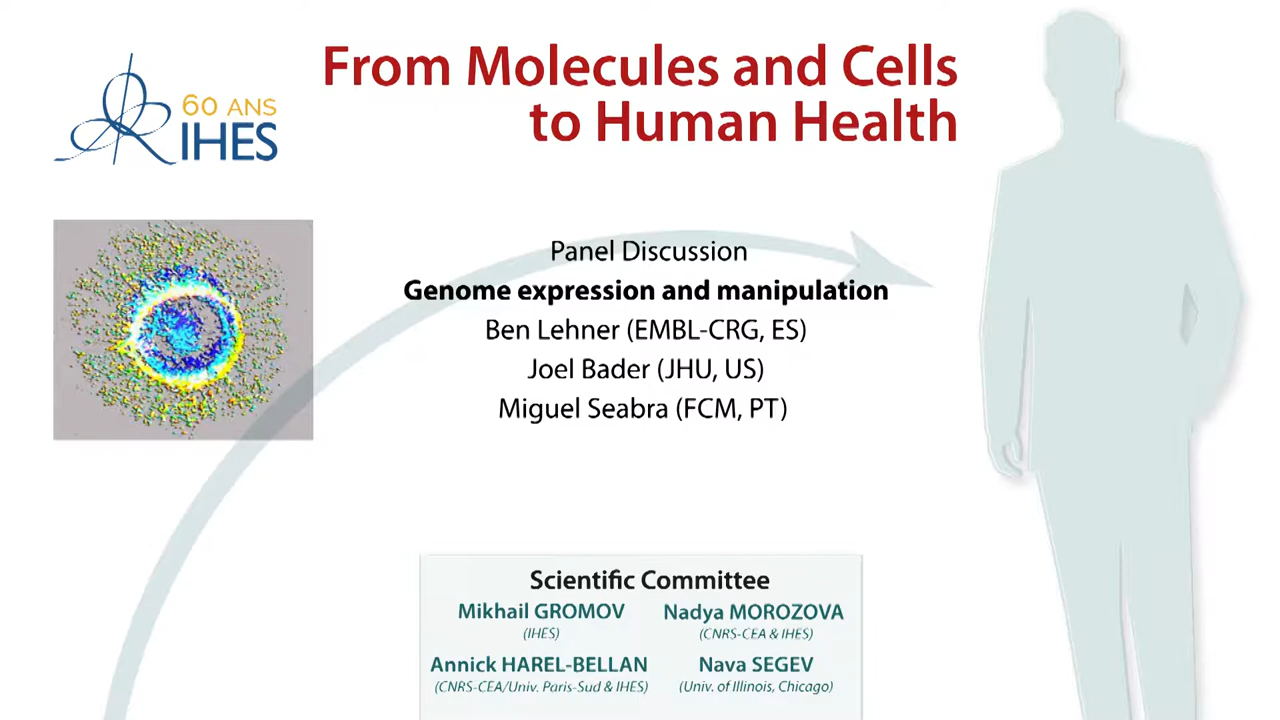 From Molecules and Cells
to Human Health
60 ANS
IHES
Panel Discussion
Genome expression and manipulation
Ben Lehner (EMBL-CRG, ES)
Joel Bader (JHU, US)
Miguel Seabra (FCM, PT)
Scientific Committee
Mikhail GROMOV
(IHES)
Nadya MOROZOVA
(CNRS-CEA & IHES)
Annick HAREL-BELLAN
(CNRS-CEA/Univ. Paris-Sud & IHES)
Nava SEGEV
(Univ. of Illinois, Chicago)